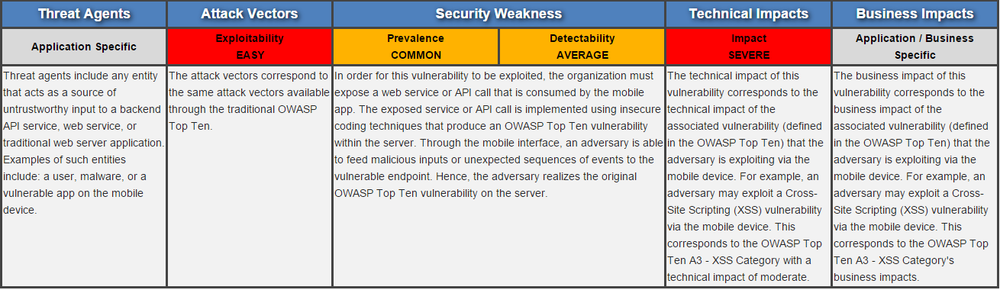 Threat Agents
Attack Vectors
Security Weakness
Technical Impacts
Business Impacts
Application Specific
Exploitability
EASY
Prevalence
COMMON
Detectability
AVERAGE
Impact
SEVERE
Application / Business
Specific
Threat agents include any entity
that acts as a source of
untrustworthy input to a backend
API service, web service, or
traditional web server application.
Examples of such entities
include: a user, malware, or a
vulnerable app on the mobile
device.
The attack vectors correspond to
the same attack vectors available
through the traditional OWASP
Top Ten.
In order for this vulnerability to be exploited, the organization must
expose a web service or API call that is consumed by the mobile
app. The exposed service or API call is implemented using insecure
coding techniques that produce an OWASP Top Ten vulnerability
within the server. Through the mobile interface, an adversary is able
to feed malicious inputs or unexpected sequences of events to the
vulnerable endpoint. Hence, the adversary realizes the original
OWASP Top Ten vulnerability on the server.
The technical impact of this
vulnerability corresponds to the
technical impact of the
associated vulnerability (defined
in the OWASP Top Ten) that the
adversary is exploiting via the
mobile device. For example, an
adversary may exploit a Cross-
Site Scripting (XSS) vulnerability
via the mobile device. This
corresponds to the OWASP Top
Ten A3 - XSS Category with a
technical impact of moderate.
The business impact of this
vulnerability corresponds to the
business impact of the
associated vulnerability (defined
in the OWASP Top Ten) that the
adversary is exploiting via the
mobile device. For example, an
adversary may exploit a Cross-
Site Scripting (XSS) vulnerability
via the mobile device. This
corresponds to the OWASP Top
Ten A3 - XSS Category's
business impacts.